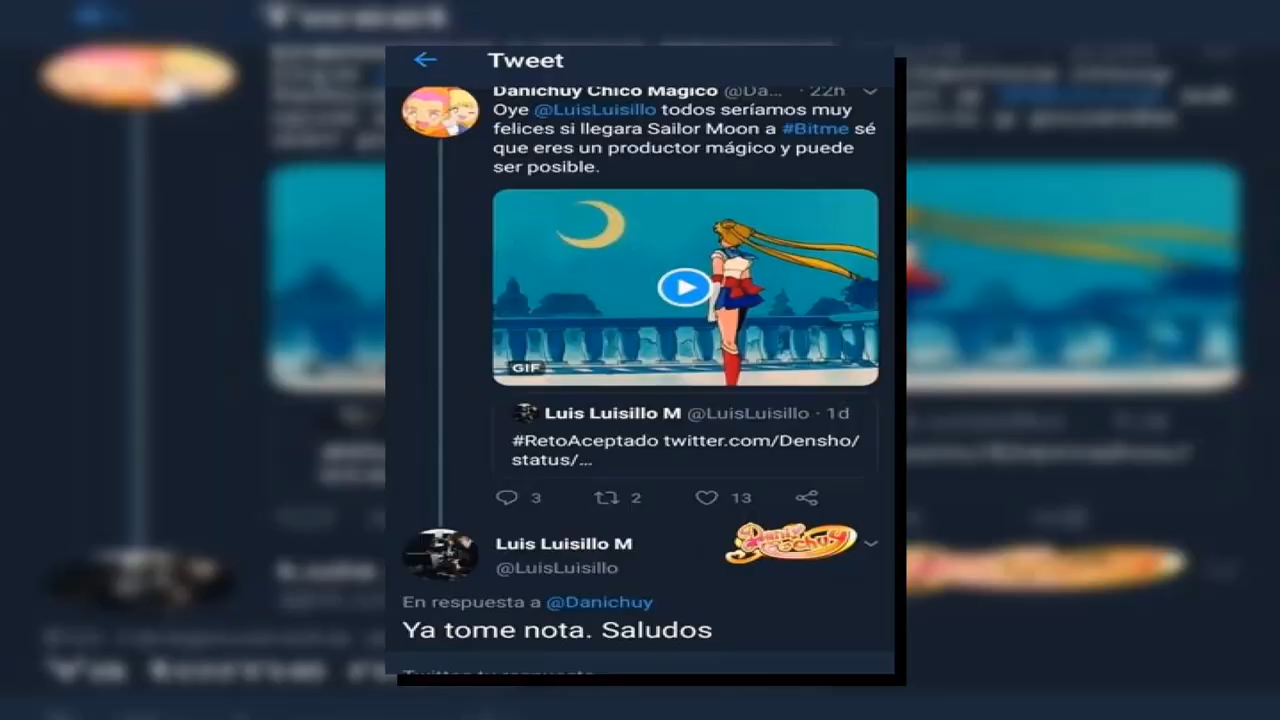 Tweet
Danichuy Chico Mágico @Da... · 22h
Oye @LuisLuisillo todos seríamos muy
felices si llegara Sailor Moon a #Bitme sé
que eres un productor mágico y puede
ser posible.
GIF
Luis Luisillo M @LuisLuisillo · 1d
#RetoAceptado twitter.com/Densho/
status/...
3 2 13
Luis Luisillo M
@LuisLuisillo
En respuesta a @Danichuy
Ya tome nota. Saludos